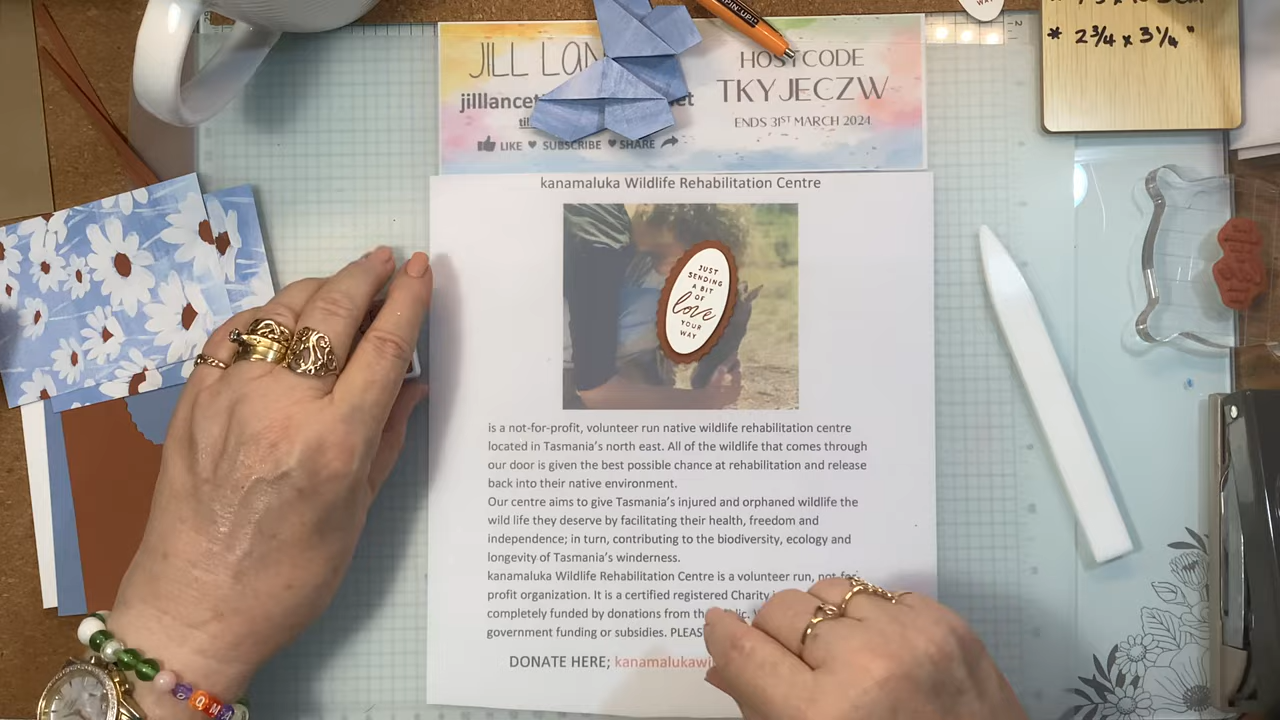 JILL LAN
HOSTCODE
TKYJECZW
ENDS 31ST MARCH 2024
LIKE SUBSCRIBE SHARE
* 2¾ x 3¼"
kanamaluka Wildlife Rehabilitation Centre
JUST
SENDING
A BIT
OF
love
YOUR
WAY
is a not-for-profit, volunteer run native wildlife rehabilitation centre
located in Tasmania's north east. All of the wildlife that comes through
our door is given the best possible chance at rehabilitation and release
back into their native environment.
Our centre aims to give Tasmania's injured and orphaned wildlife the
wild life they deserve by facilitating their health, freedom and
independence; in turn, contributing to the biodiversity, ecology and
longevity of Tasmania's winderness.
kanamaluka Wildlife Rehabilitation Centre is a volunteer run, not-for-
profit organization. It is a certified registered Charity
completely funded by donations from the
government funding or subsidies. PLEAS
DONATE HERE; kanamalukawi